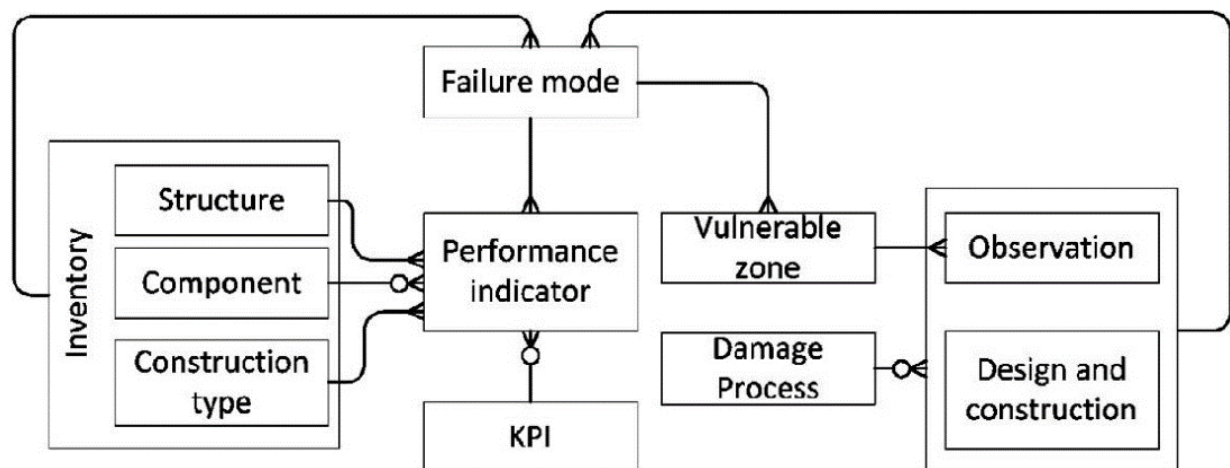 Failure mode
Inventory
Structure
Component
Construction
type
Performance
indicator
KPI
Vulnerable
zone
Damage
Process
Observation
Design and
construction